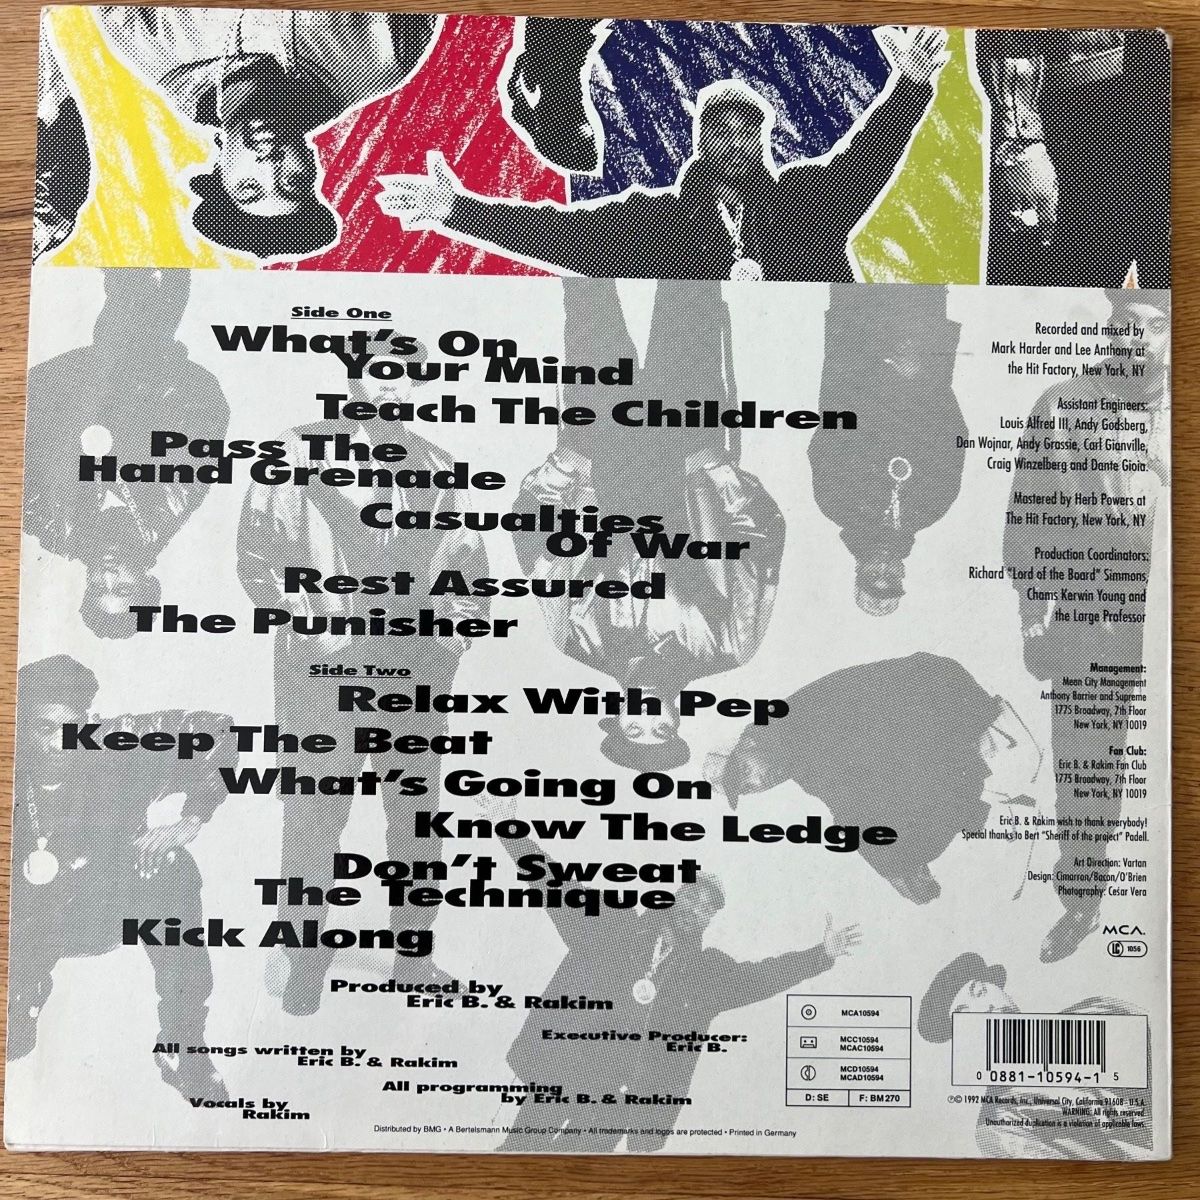 Side One
What's On
Your Mind
Teach The Children
Pass The
Hand Grenade
Casualties
Of War
Rest Assured
The Punisher
Side Two
Relax With Pep
Keep The Beat
What's Going On
Know The Ledge
Don't Sweat
The Technique
Kick Along
Produced by
Eric B. & Rakim
Executive Producer:
Eric B.
All songs written by
Eric B. & Rakim
All programming
by Eric B. & Rakim
Vocals by
Rakim
Recorded and mixed by
Mark Harder and Lee Anthony at
the Hit Factory, New York, NY
Assistant Engineers:
Louis Alfred III, Andy Godsberg,
Dan Wojnar, Andy Grassie, Carl Glanville,
Craig Winzelberg and Dante Gioia.
Mastered by Herb Powers at
The Hit Factory, New York, NY
Production Coordinators:
Richard "Lord of the Board" Simmons,
Chams Kerwin Young and
the Large Professor
Management:
Mean City Management
Anthony Barrier and Supreme
1775 Broadway, 7th Floor
New York, NY 10019
Fan Club:
Eric B. & Rakim Fan Club
1775 Broadway, 7th Floor
New York, NY 10019
Eric B. & Rakim wish to thank everybody!
Special thanks to Bert "Sheriff of the project" Padell.
Art Direction: Vartan
Design: Cimarron/Bacon/O'Brien
Photography: Cesar Vera
MCA.
LC 1056
MCA10594
MCC10594
MCAC10594
MCD10594
MCAD10594
D: SE F: BM 270
0 0881-10594-1 5
℗© 1992 MCA Records, Inc., Universal City, California 91608 - U.S.A.
WARNING: All rights reserved.
Unauthorized duplication is a violation of applicable laws.
Distributed by BMG • A Bertelsmann Music Group Company • All trademarks and logos are protected • Printed in Germany